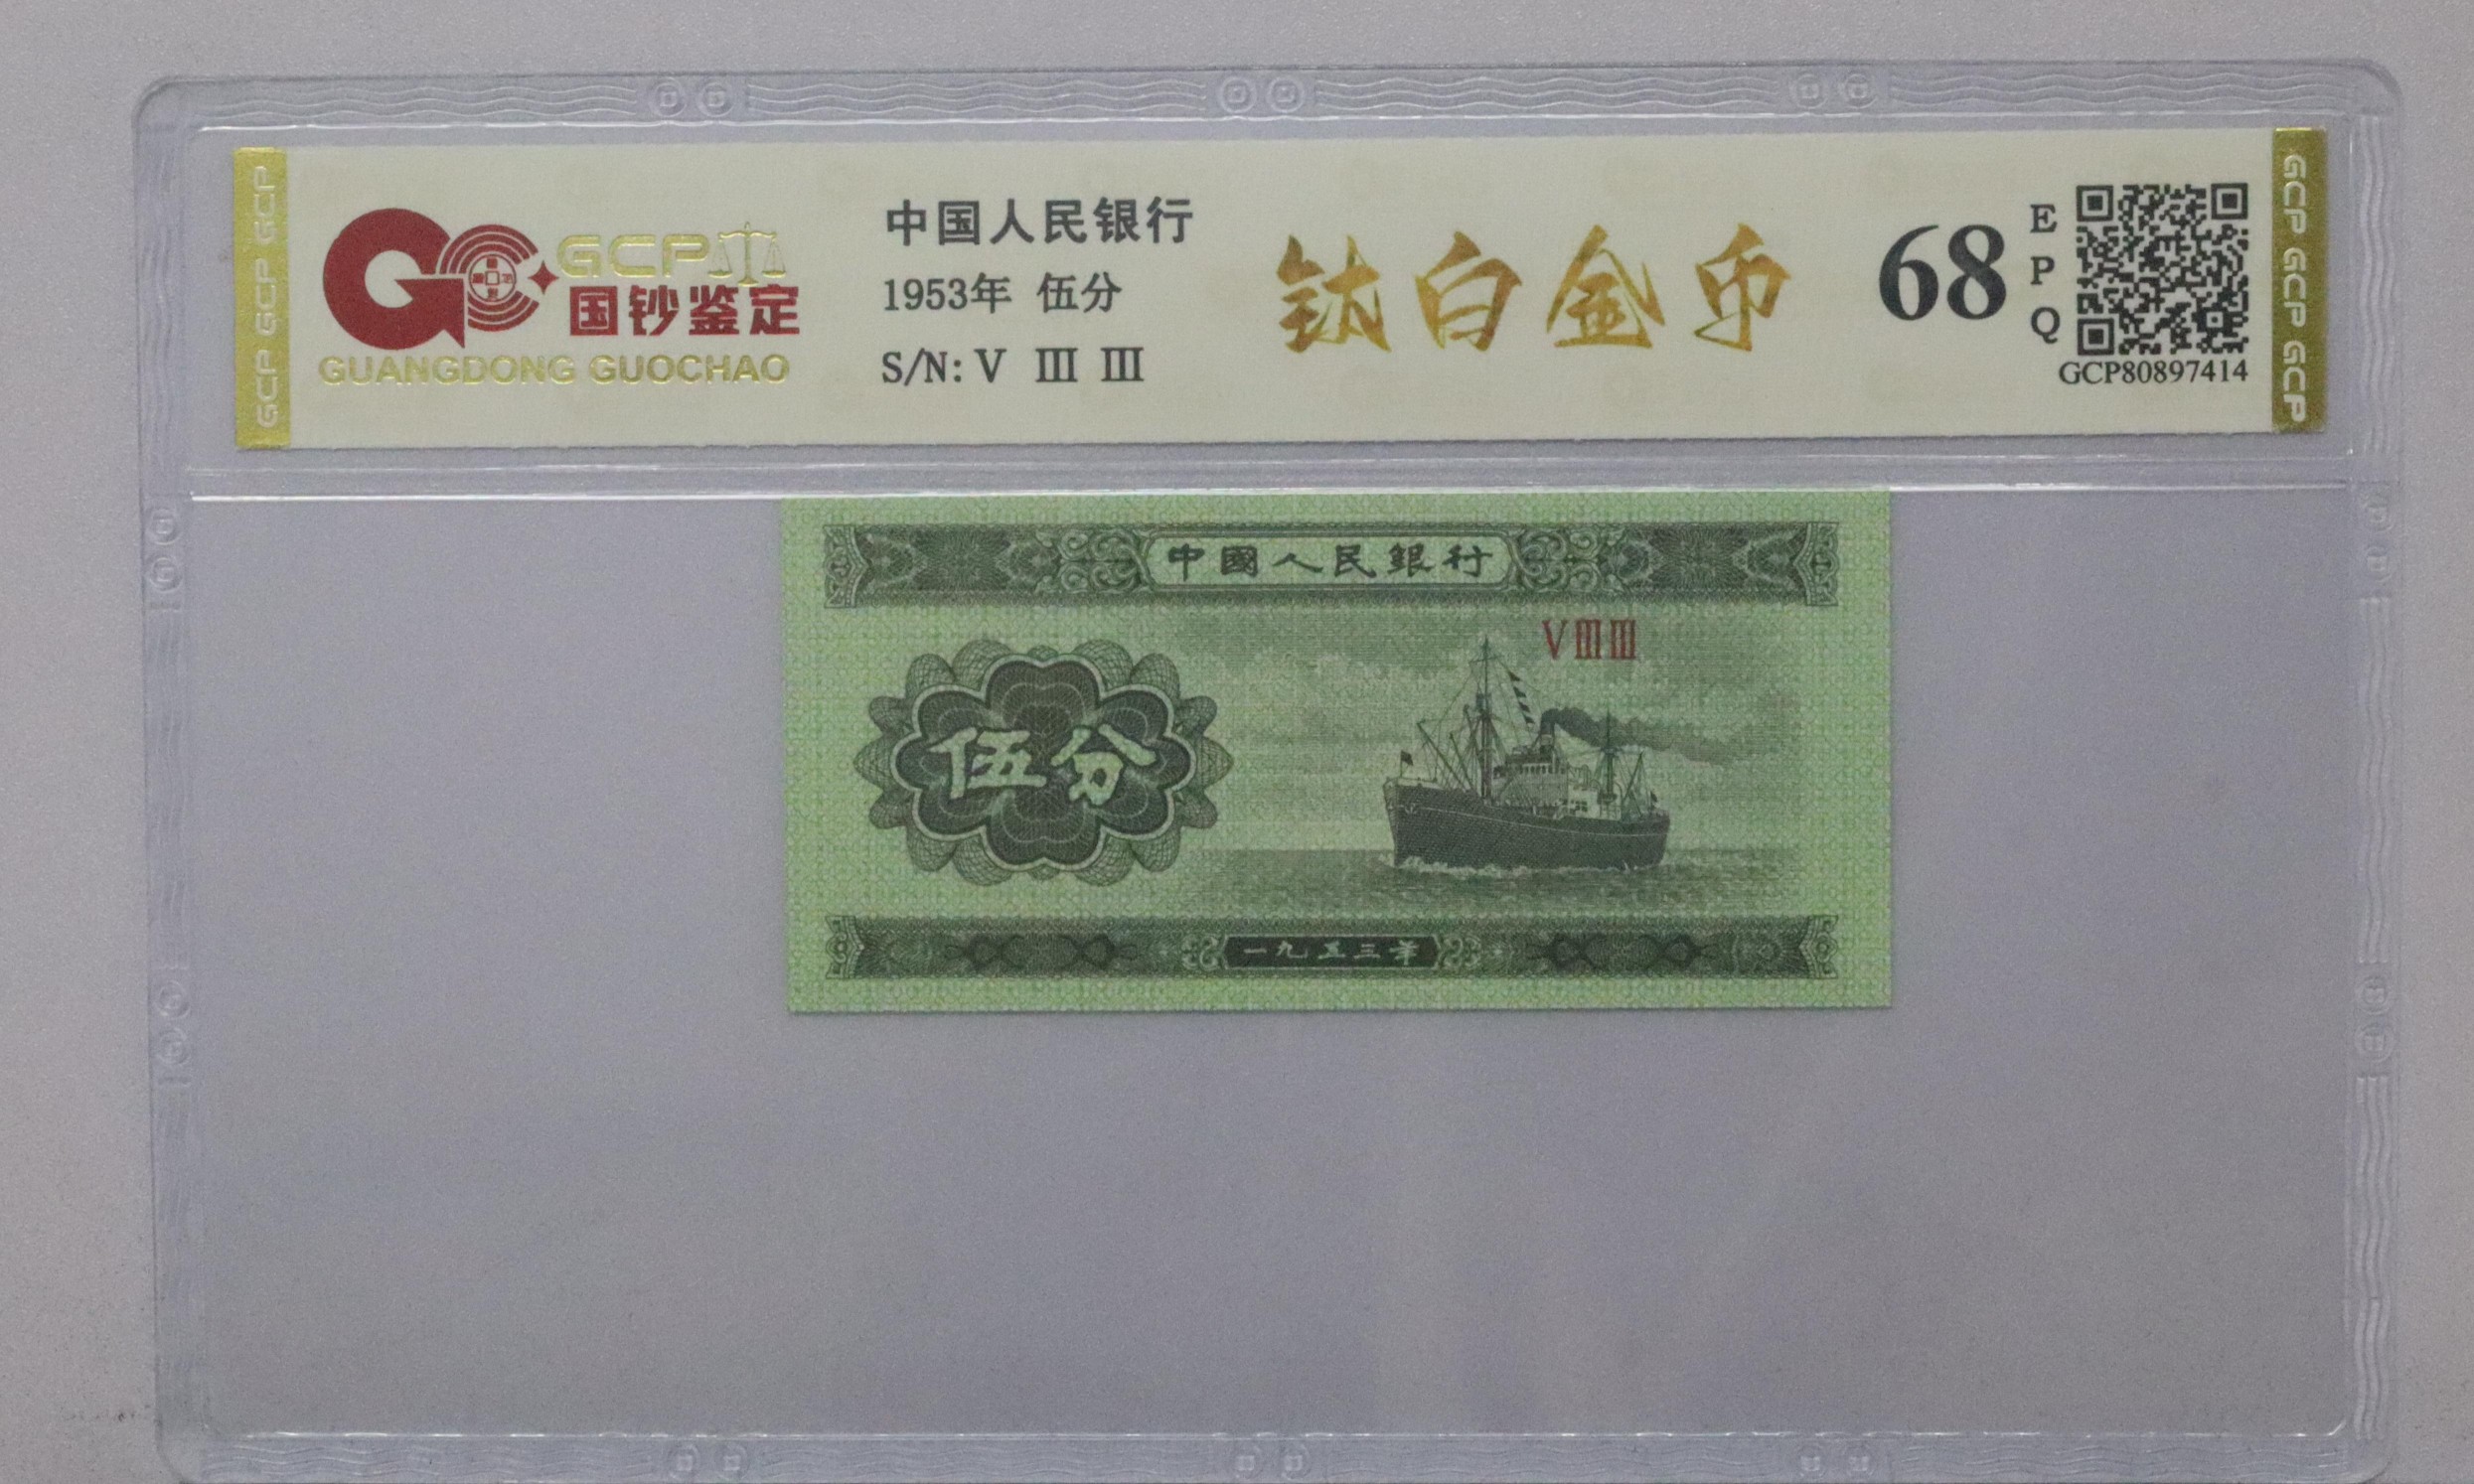 GCP GCP GCP
GCP
国钞鉴定
GUANGDONG GUOCHAO
中国人民银行
1953年 伍分
S/N: V Ⅲ Ⅲ
钛白金币
68
E
P
Q
GCP80897414
GCP GCP GCP
中國人民銀行
VⅢⅢ
伍分
一九五三年